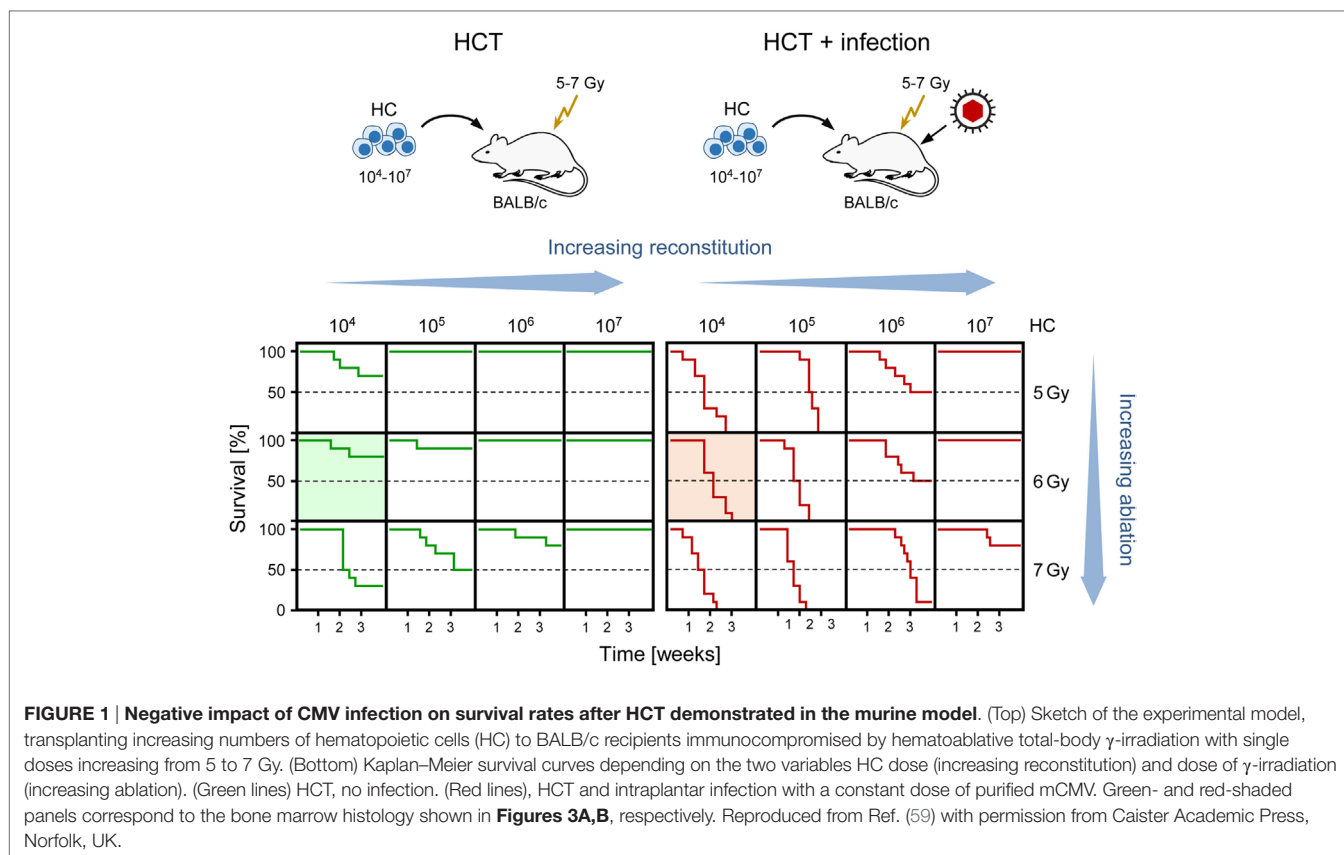 HCT
HCT + infection
5-7 Gy
5-7 Gy
HC
HC
10⁴-10⁷
10⁴-10⁷
BALB/c
BALB/c
Increasing reconstitution
10⁴ 10⁵ 10⁶ 10⁷ 10⁴ 10⁵ 10⁶ 10⁷ HC
100
50
5 Gy
100
50
6 Gy
100
50
7 Gy
0
Survival [%]
Increasing ablation
1 2 3 1 2 3 1 2 3 1 2 3 1 2 3 1 2 3 1 2 3 1 2 3
Time [weeks]
FIGURE 1 | Negative impact of CMV infection on survival rates after HCT demonstrated in the murine model. (Top) Sketch of the experimental model,
transplanting increasing numbers of hematopoietic cells (HC) to BALB/c recipients immunocompromised by hematoablative total-body γ-irradiation with single
doses increasing from 5 to 7 Gy. (Bottom) Kaplan–Meier survival curves depending on the two variables HC dose (increasing reconstitution) and dose of γ-irradiation
(increasing ablation). (Green lines) HCT, no infection. (Red lines), HCT and intraplantar infection with a constant dose of purified mCMV. Green- and red-shaded
panels correspond to the bone marrow histology shown in Figures 3A,B, respectively. Reproduced from Ref. (59) with permission from Caister Academic Press,
Norfolk, UK.